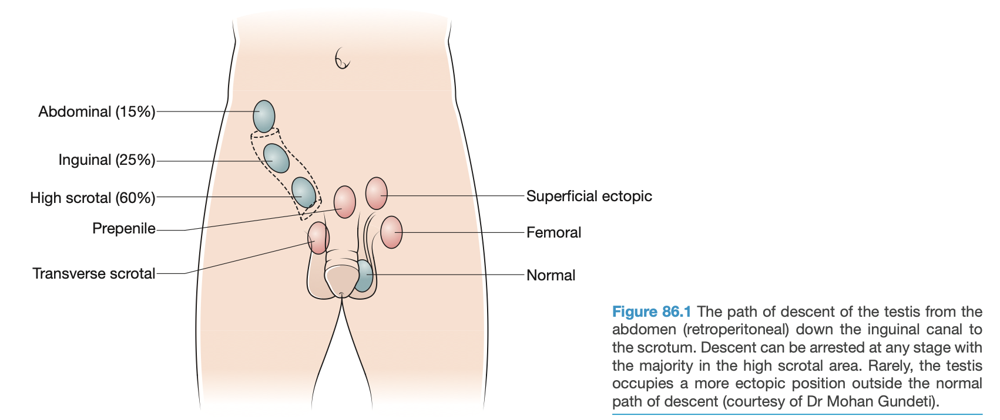 Abdominal (15%)
Inguinal (25%)
High scrotal (60%)
Prepenile
Transverse scrotal
Superficial ectopic
Femoral
Normal
Figure 86.1 The path of descent of the testis from the
abdomen (retroperitoneal) down the inguinal canal to
the scrotum. Descent can be arrested at any stage with
the majority in the high scrotal area. Rarely, the testis
occupies a more ectopic position outside the normal
path of descent (courtesy of Dr Mohan Gundeti).